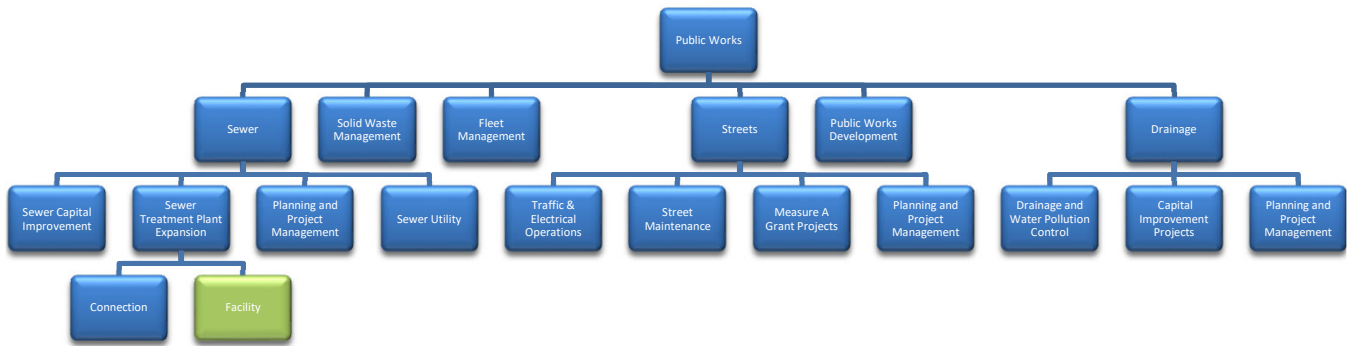 Public Works
Sewer
Solid Waste
Management
Fleet
Management
Streets
Public Works
Development
Drainage
Sewer Capital
Improvement
Sewer
Treatment Plant
Expansion
Planning and
Project
Management
Sewer Utility
Traffic &
Electrical
Operations
Street
Maintenance
Measure A
Grant Projects
Planning and
Project
Management
Drainage and
Water Pollution
Control
Capital
Improvement
Projects
Planning and
Project
Management
Connection
Facility